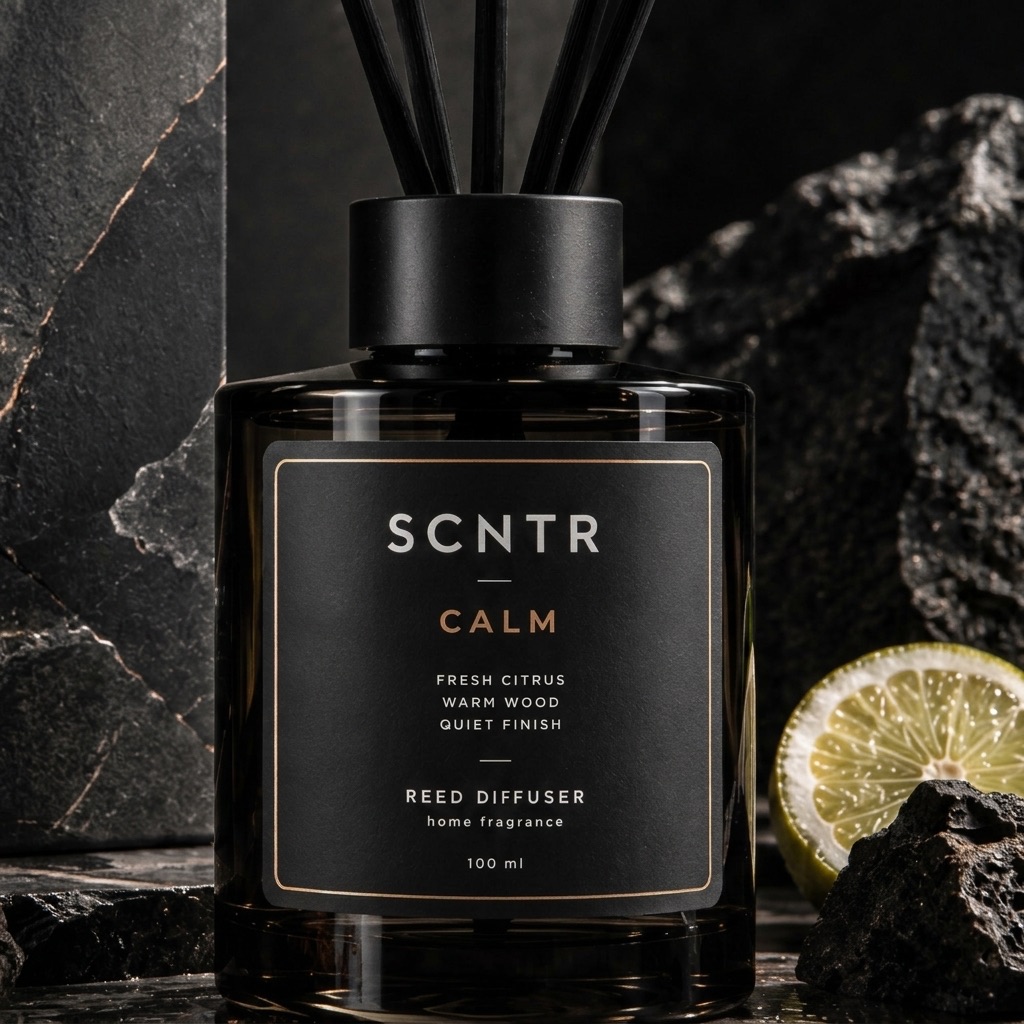 SCNTR
CALM
FRESH CITRUS
WARM WOOD
QUIET FINISH
REED DIFFUSER
home fragrance
100 ml